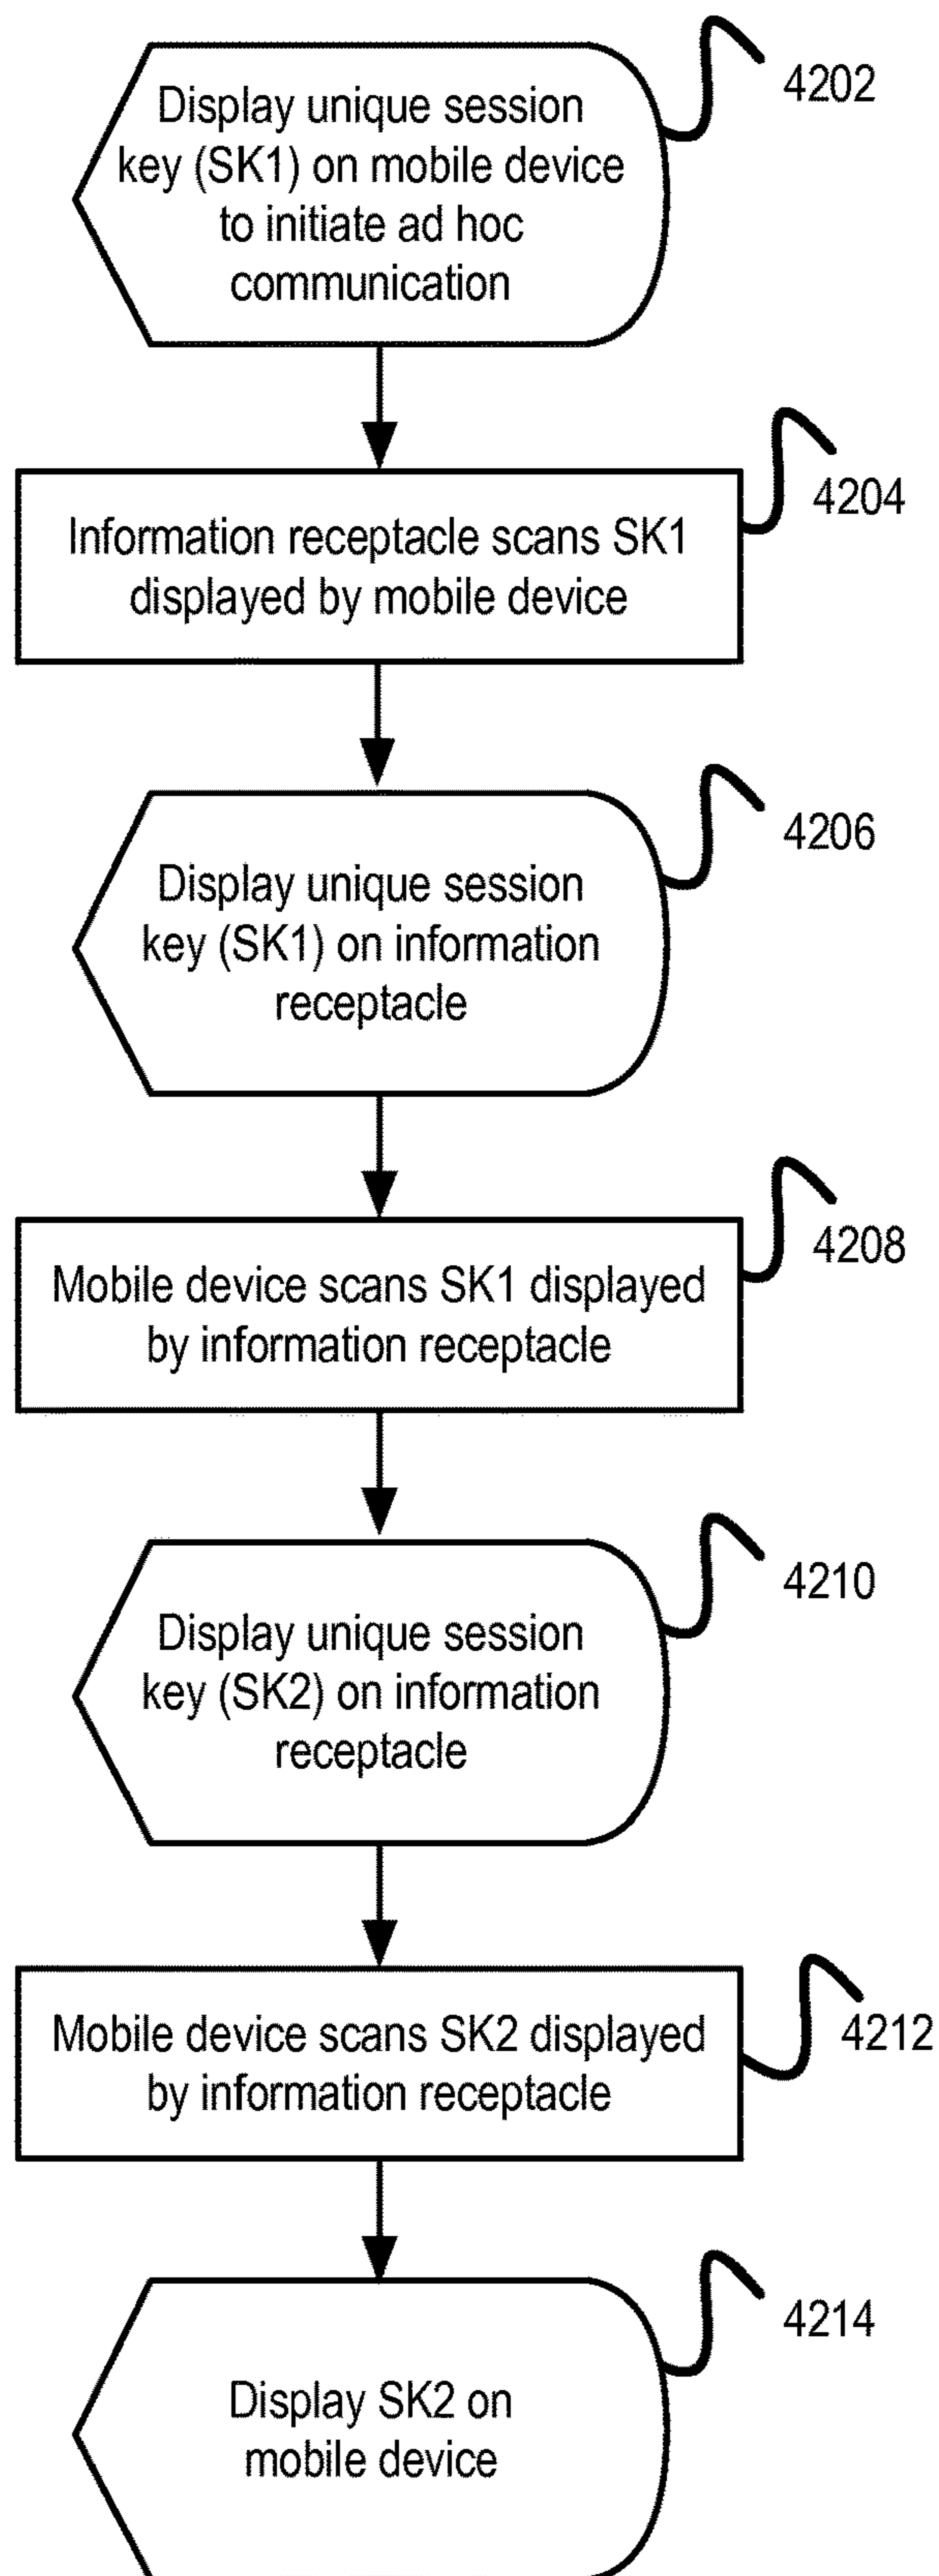 Display unique session
key (SK1) on mobile device
to initiate ad hoc
communication
4202
Information receptacle scans SK1
displayed by mobile device
4204
Display unique session
key (SK1) on information
receptacle
4206
Mobile device scans SK1 displayed
by information receptacle
4208
Display unique session
key (SK2) on information
receptacle
4210
Mobile device scans SK2 displayed
by information receptacle
4212
Display SK2 on
mobile device
4214